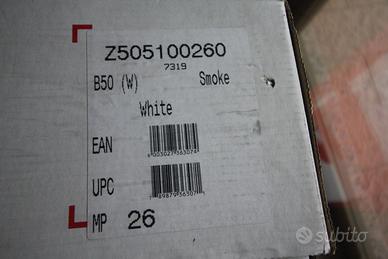 Z505100260
7319
B50 (W) Smoke
White
EAN
UPC
MP 26
subito